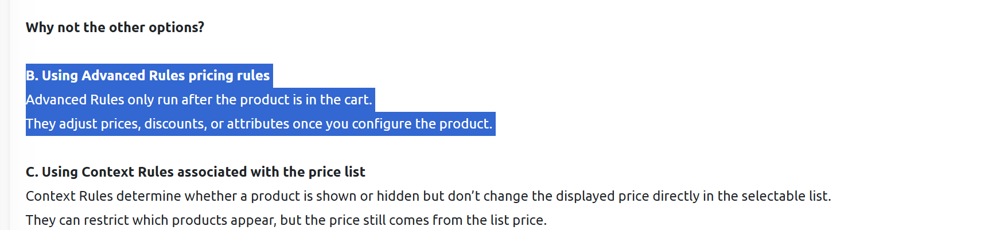 Why not the other options?
B. Using Advanced Rules pricing rules
Advanced Rules only run after the product is in the cart.
They adjust prices, discounts, or attributes once you configure the product.
C. Using Context Rules associated with the price list
Context Rules determine whether a product is shown or hidden but don’t change the displayed price directly in the selectable list.
They can restrict which products appear, but the price still comes from the list price.